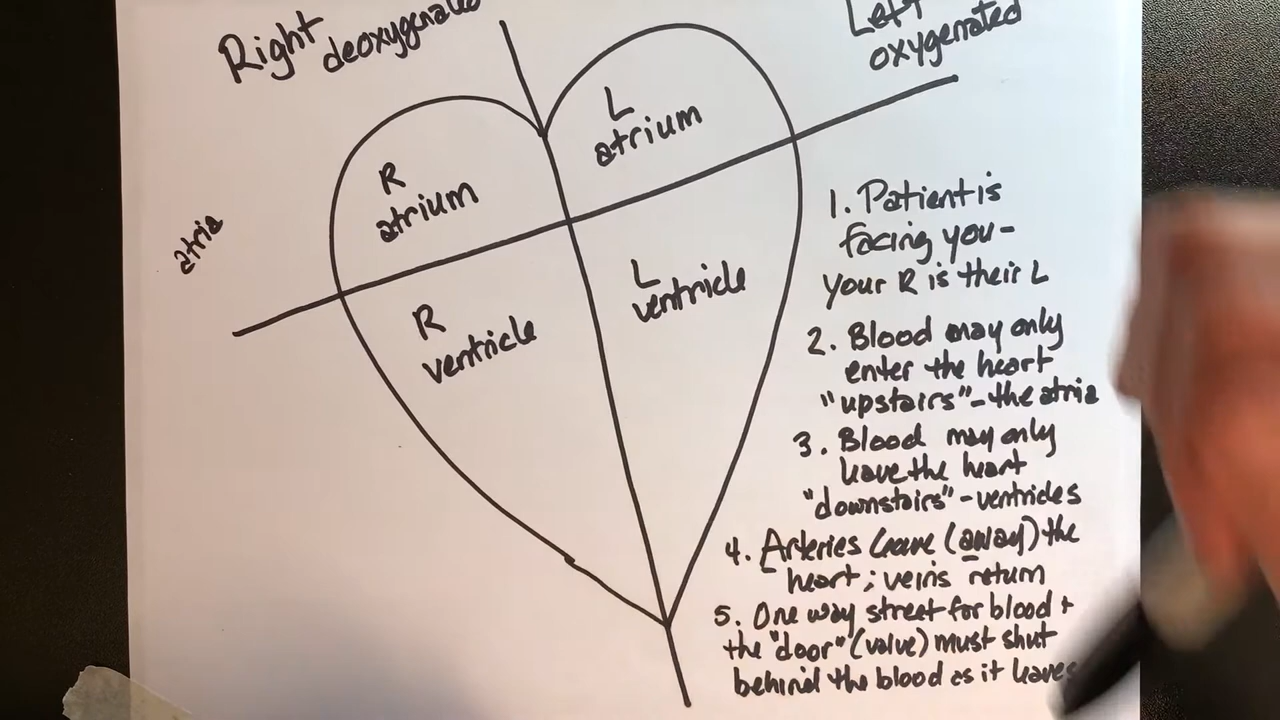 Right
deoxygenated
Left
oxygenated
L
atrium
R
atrium
atria
L
ventricle
R
ventricle
1. Patient is
facing you-
your R is their L
2. Blood may only
enter the heart
"upstairs"-the atria
3. Blood may only
leave the heart
"downstairs"-ventricles
4. Arteries leave (away) the
heart; veins return
5. One way street for blood +
the "door" (valve) must shut
behind the blood as it leaves